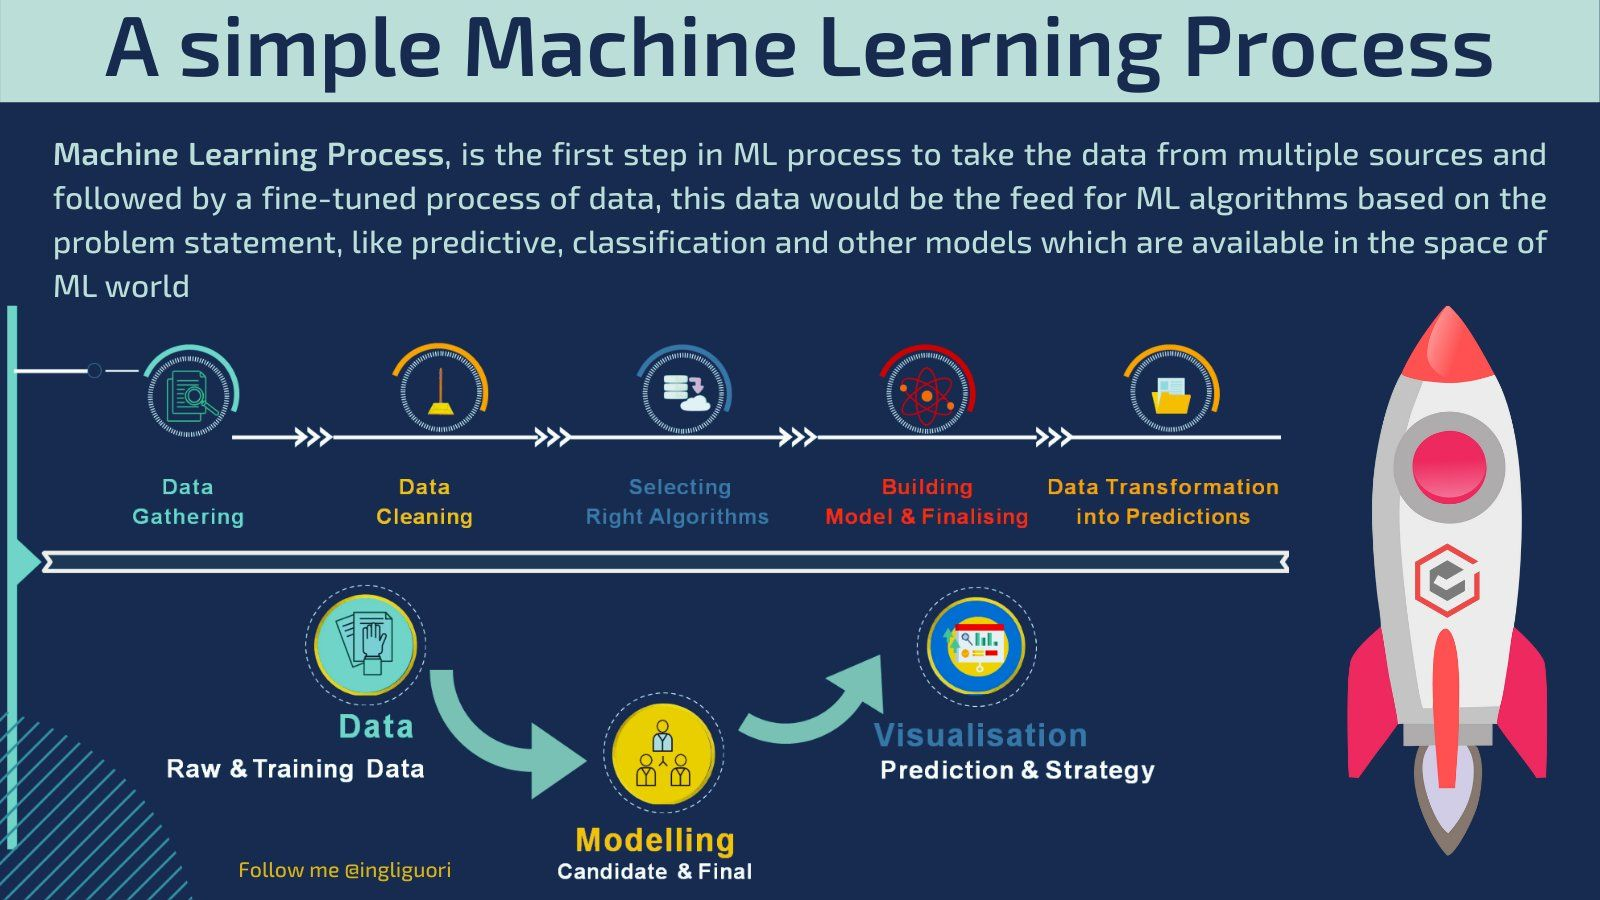 A simple Machine Learning Process
Machine Learning Process, is the first step in ML process to take the data from multiple sources and
followed by a fine-tuned process of data, this data would be the feed for ML algorithms based on the
problem statement, like predictive, classification and other models which are available in the space of
ML world
Data
Gathering
Data
Cleaning
Selecting
Right Algorithms
Building
Model & Finalising
Data Transformation
into Predictions
Data
Raw & Training Data
Modelling
Candidate & Final
Visualisation
Prediction & Strategy
Follow me @ingliguori